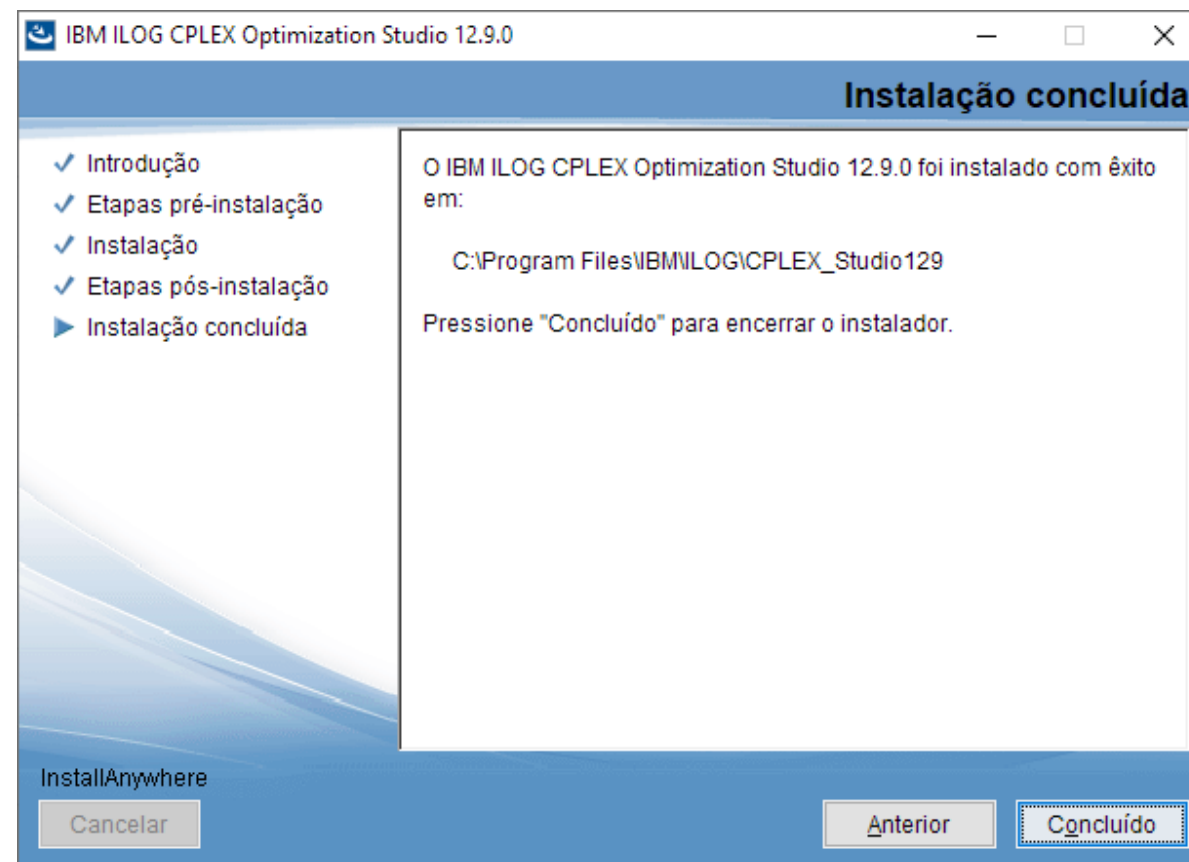 IBM ILOG CPLEX Optimization Studio 12.9.0
Instalação concluída
Introdução
Etapas pré-instalação
Instalação
Etapas pós-instalação
Instalação concluída
O IBM ILOG CPLEX Optimization Studio 12.9.0 foi instalado com êxito
em:
C:\Program Files\IBM\ILOG\CPLEX_Studio129
Pressione "Concluído" para encerrar o instalador.
InstallAnywhere
Cancelar
Anterior
Concluído